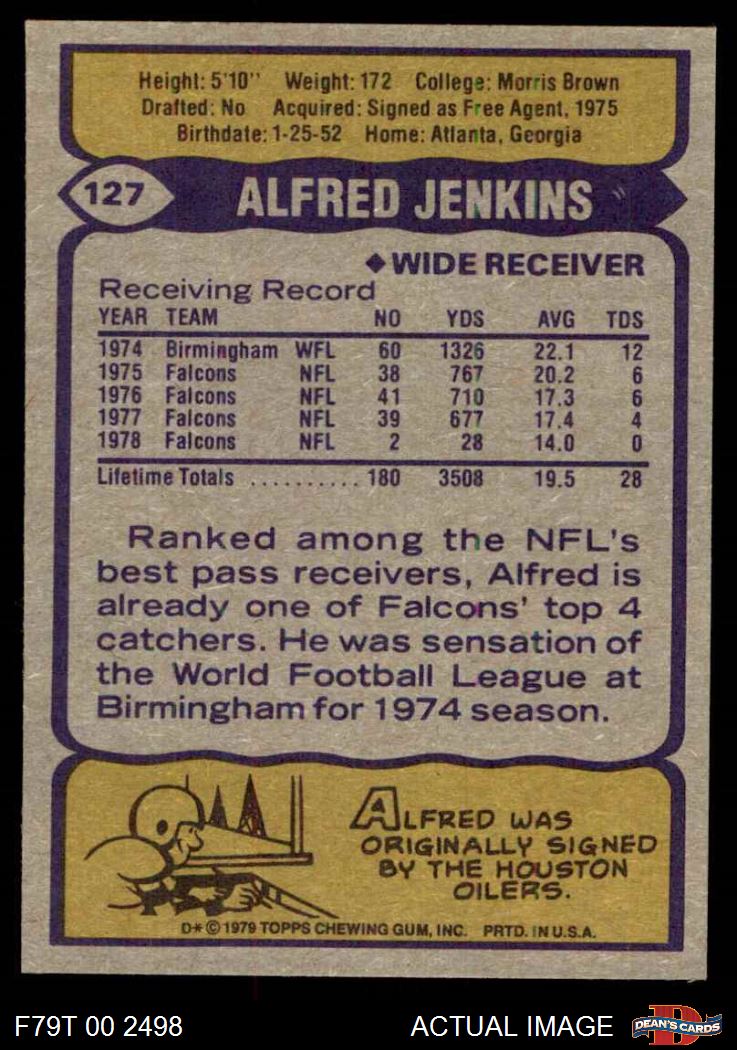 Height: 5'10" Weight: 172 College: Morris Brown
Drafted: No Acquired: Signed as Free Agent, 1975
Birthdate: 1-25-52 Home: Atlanta, Georgia
127 ALFRED JENKINS
◆ WIDE RECEIVER
Receiving Record
YEAR TEAM NO YDS AVG TDS
1974 Birmingham WFL 60 1326 22.1 12
1975 Falcons NFL 38 767 20.2 6
1976 Falcons NFL 41 710 17.3 6
1977 Falcons NFL 39 677 17.4 4
1978 Falcons NFL 2 28 14.0 0
Lifetime Totals .......... 180 3508 19.5 28
Ranked among the NFL's
best pass receivers, Alfred is
already one of Falcons' top 4
catchers. He was sensation of
the World Football League at
Birmingham for 1974 season.
ALFRED WAS
ORIGINALLY SIGNED
BY THE HOUSTON
OILERS.
D* © 1979 TOPPS CHEWING GUM, INC. PRTD. IN U.S.A.
F79T 00 2498 ACTUAL IMAGE D DEAN'S CARDS